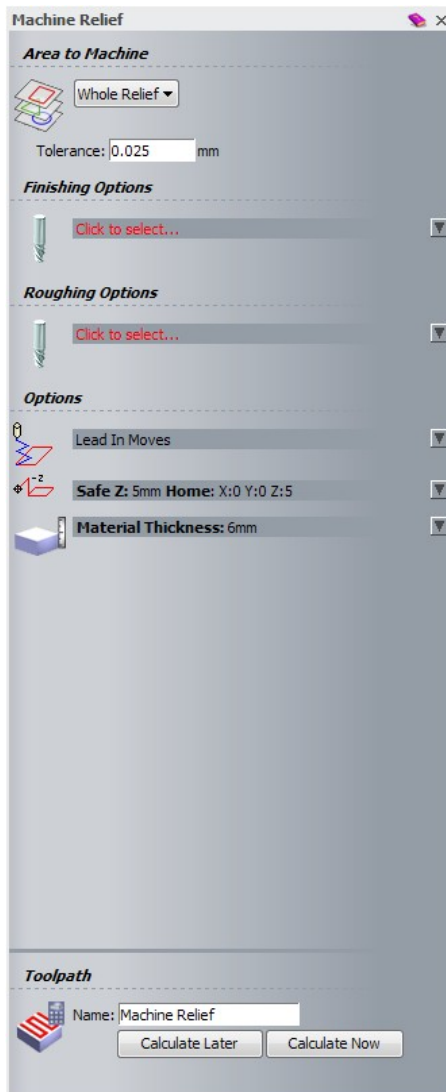 Machine Relief
Area to Machine
Whole Relief
Tolerance: 0.025 mm
Finishing Options
Click to select...
Roughing Options
Click to select...
Options
Lead In Moves
-z
Safe Z: 5mm Home: X:0 Y:0 Z:5
Material Thickness: 6mm
Toolpath
Name: Machine Relief
Calculate Later Calculate Now